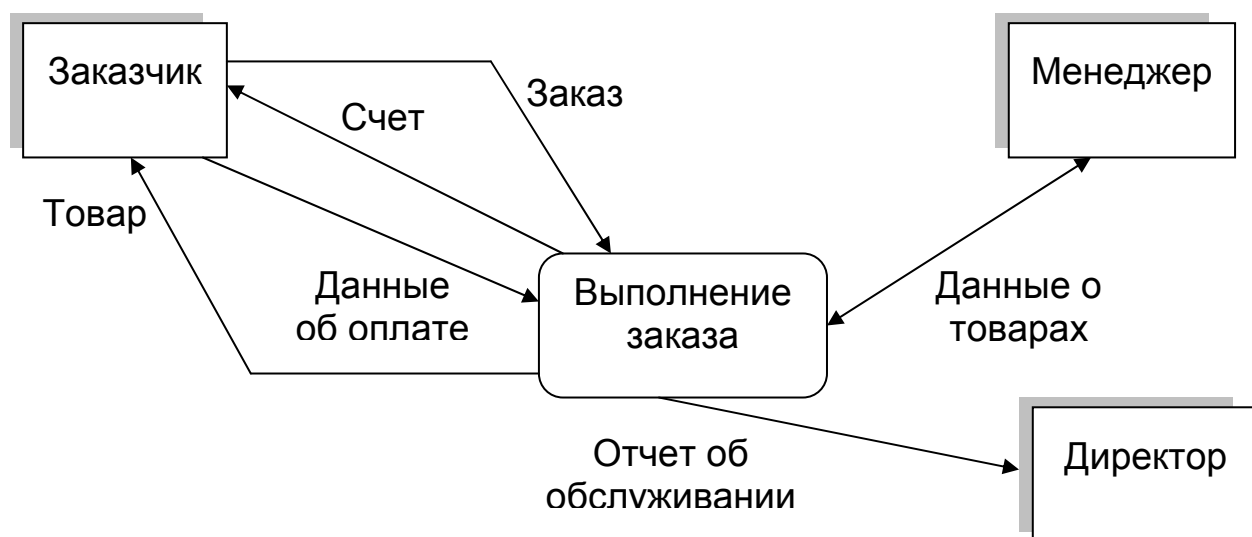 Заказчик
Менеджер
Заказ
Счет
Товар
Данные
об оплате
Выполнение
заказа
Данные о
товарах
Отчет об
обслуживании
Директор